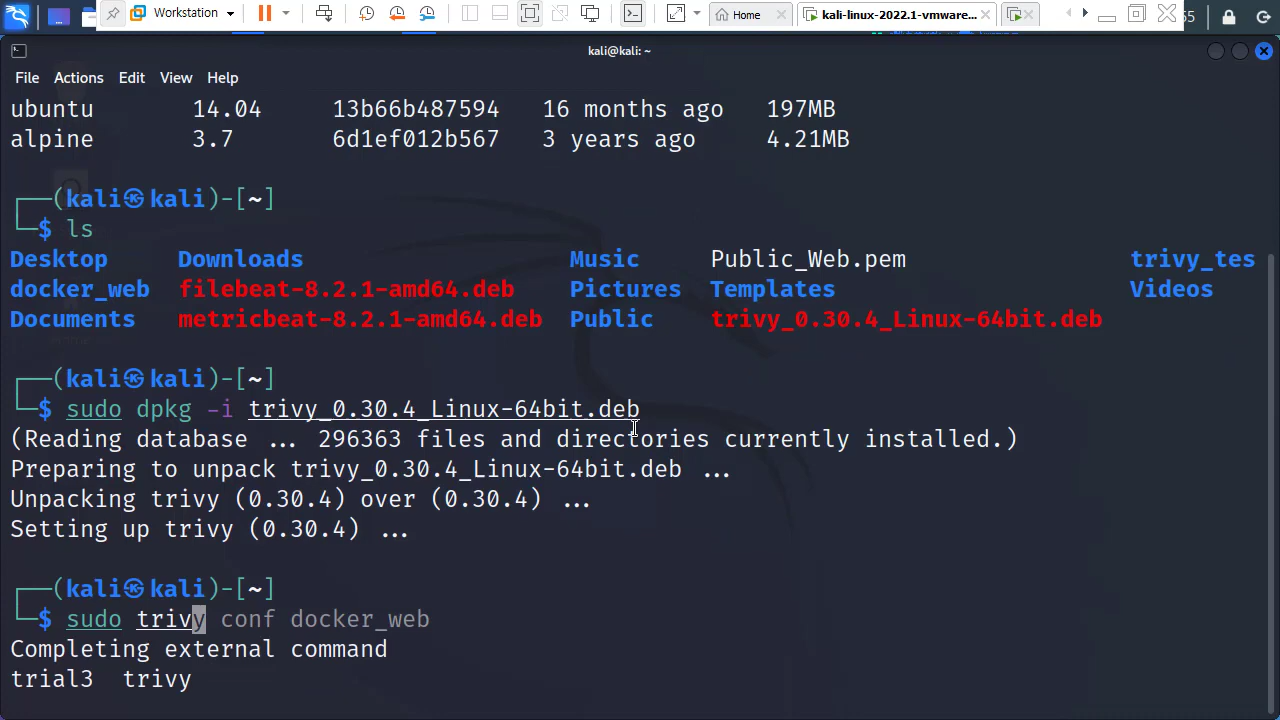 Workstation
Home
kali-linux-2022.1-vmware...
55
kali@kali: ~
File Actions Edit View Help
ubuntu 14.04 13b66b487594 16 months ago 197MB
alpine 3.7 6d1ef012b567 3 years ago 4.21MB
┌──(kali㉿kali)-[~]
└─$ ls
Desktop Downloads Music Public_Web.pem trivy_tes
docker_web filebeat-8.2.1-amd64.deb Pictures Templates Videos
Documents metricbeat-8.2.1-amd64.deb Public trivy_0.30.4_Linux-64bit.deb
┌──(kali㉿kali)-[~]
└─$ sudo dpkg -i trivy_0.30.4_Linux-64bit.deb
(Reading database ... 296363 files and directories currently installed.)
Preparing to unpack trivy_0.30.4_Linux-64bit.deb ...
Unpacking trivy (0.30.4) over (0.30.4) ...
Setting up trivy (0.30.4) ...
┌──(kali㉿kali)-[~]
└─$ sudo trivy conf docker_web
Completing external command
trial3 trivy